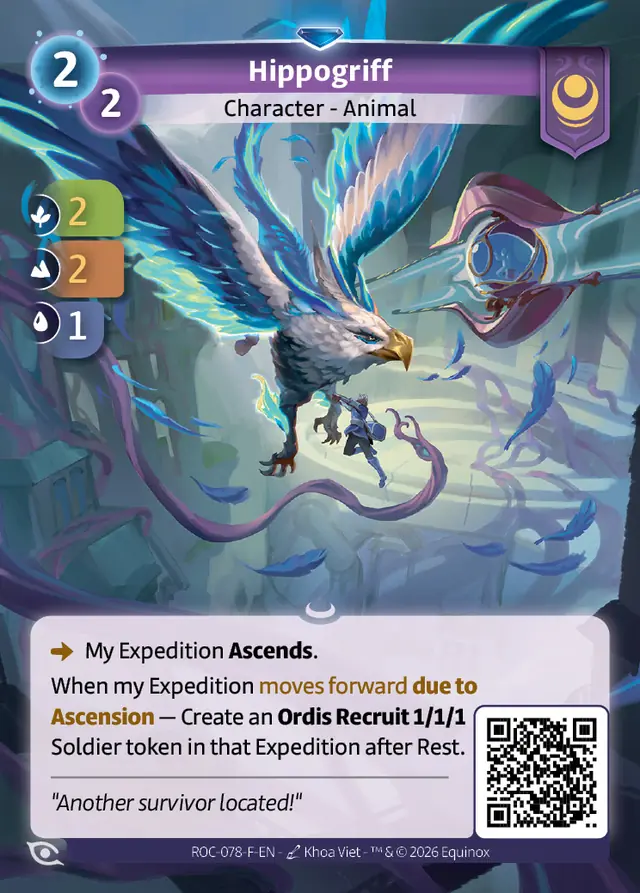 2
Hippogriff
2
Character - Animal
2
2
1
My Expedition Ascends.
When my Expedition moves forward due to
Ascension — Create an Ordis Recruit 1/1/1
Soldier token in that Expedition after Rest.
"Another survivor located!"
ROC-078-F-EN - Khoa Viet - ™ & © 2026 Equinox